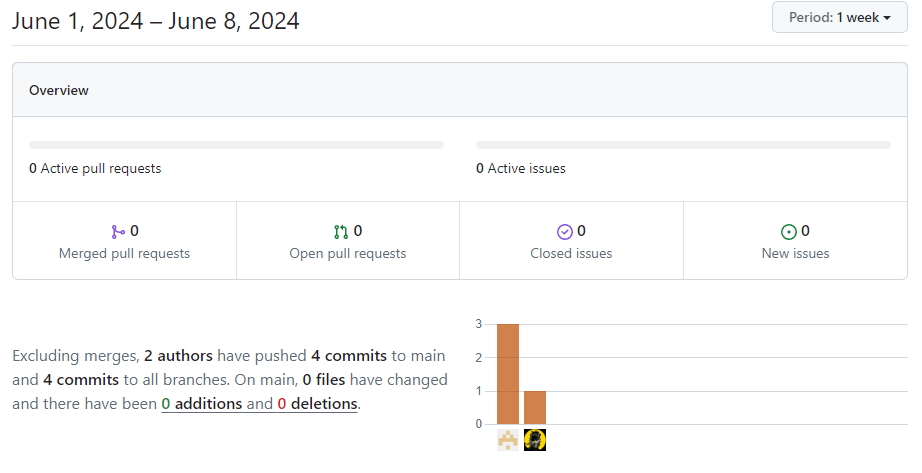 June 1, 2024 – June 8, 2024
Period: 1 week
Overview
0 Active pull requests
0 Active issues
0
Merged pull requests
0
Open pull requests
0
Closed issues
0
New issues
Excluding merges, 2 authors have pushed 4 commits to main
and 4 commits to all branches. On main, 0 files have changed
and there have been 0 additions and 0 deletions.
3
2
1
0